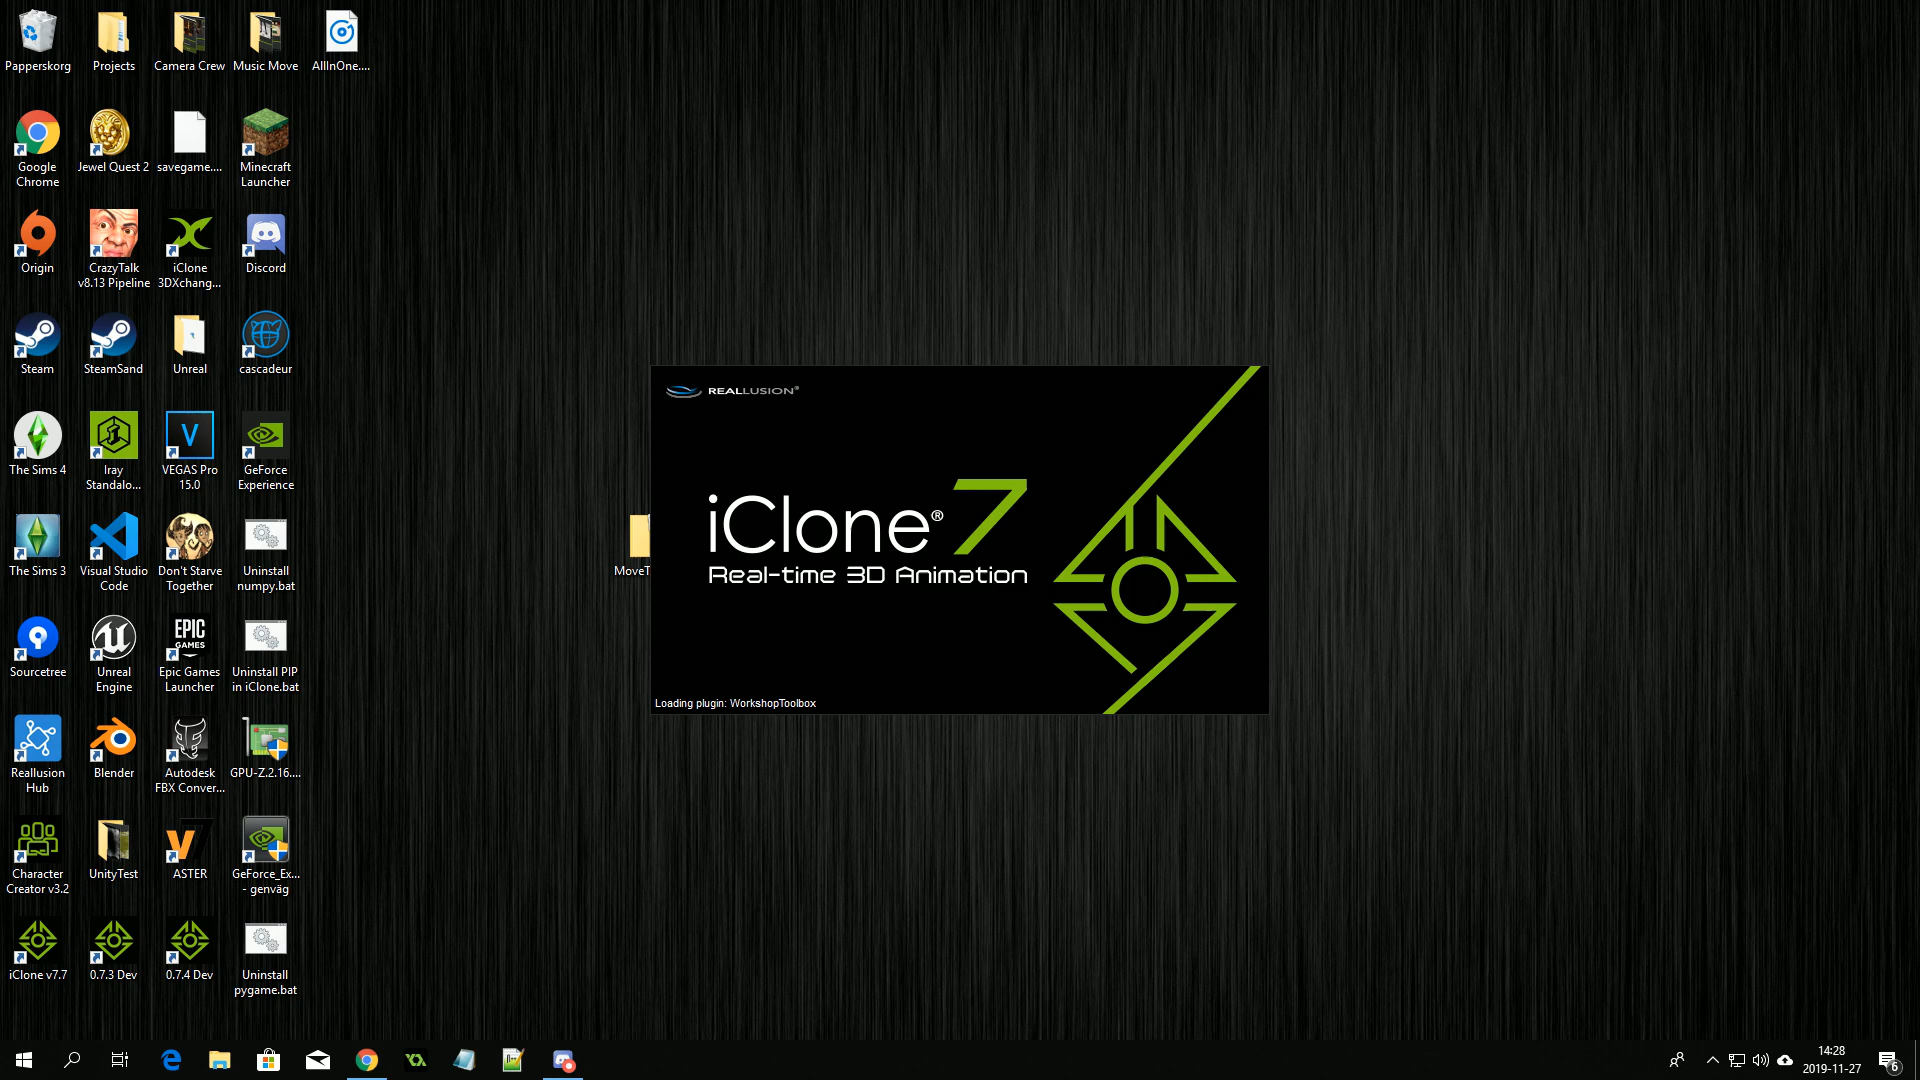 Papperskorg
Projects
Camera Crew
Music Move
AllInOne....
Google
Chrome
Jewel Quest 2
savegame....
Minecraft
Launcher
Origin
CrazyTalk
v8.13 Pipeline
iClone
3DXchang...
Discord
Steam
SteamSand
Unreal
cascadeur
The Sims 4
Iray
Standalo...
V
VEGAS Pro
15.0
GeForce
Experience
The Sims 3
Visual Studio
Code
Don't Starve
Together
Uninstall
numpy.bat
Sourcetree
Unreal
Engine
EPIC
GAMES
Epic Games
Launcher
Uninstall PIP
in iClone.bat
Reallusion
Hub
Blender
Autodesk
FBX Conver...
GPU-Z.2.16....
Character
Creator v3.2
UnityTest
V7
ASTER
GeForce_Ex...
- genväg
iClone v7.7
0.7.3 Dev
0.7.4 Dev
Uninstall
pygame.bat
MoveT
REALLUSION®
iClone® 7
Real-time 3D Animation
Loading plugin: WorkshopToolbox
14:28
2019-11-27
6